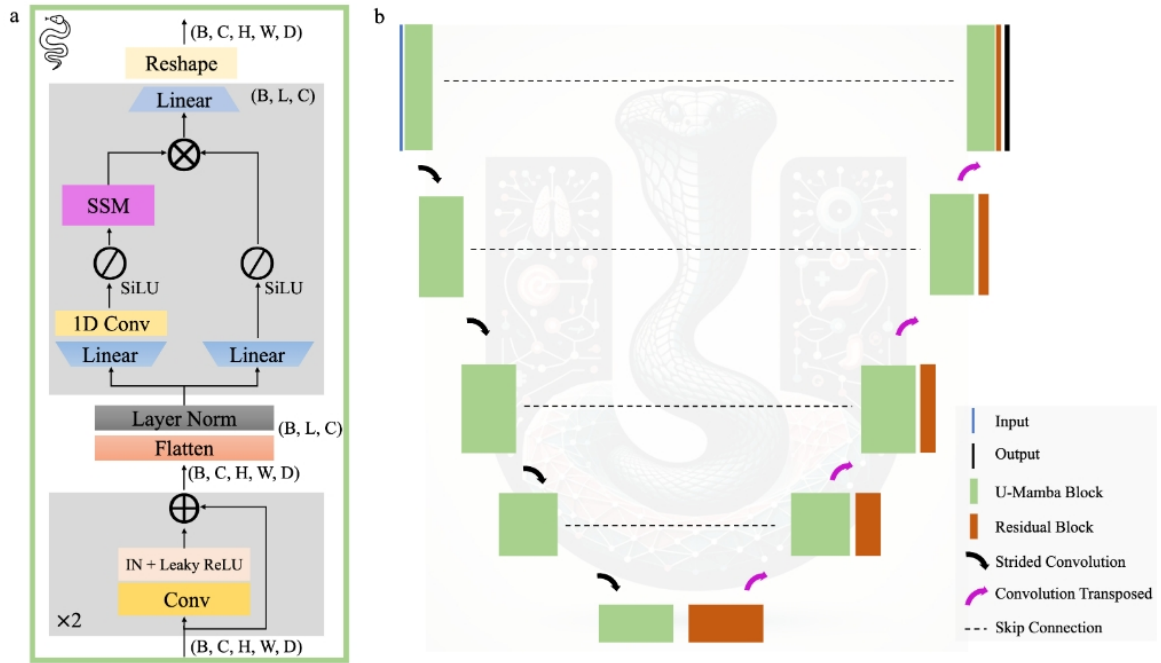 a
(B, C, H, W, D)
Reshape
Linear
(B, L, C)
SSM
SiLU
SiLU
1D Conv
Linear
Linear
Layer Norm
(B, L, C)
Flatten
(B, C, H, W, D)
IN + Leaky ReLU
Conv
×2
(B, C, H, W, D)
b
Input
Output
U-Mamba Block
Residual Block
Strided Convolution
Convolution Transposed
Skip Connection